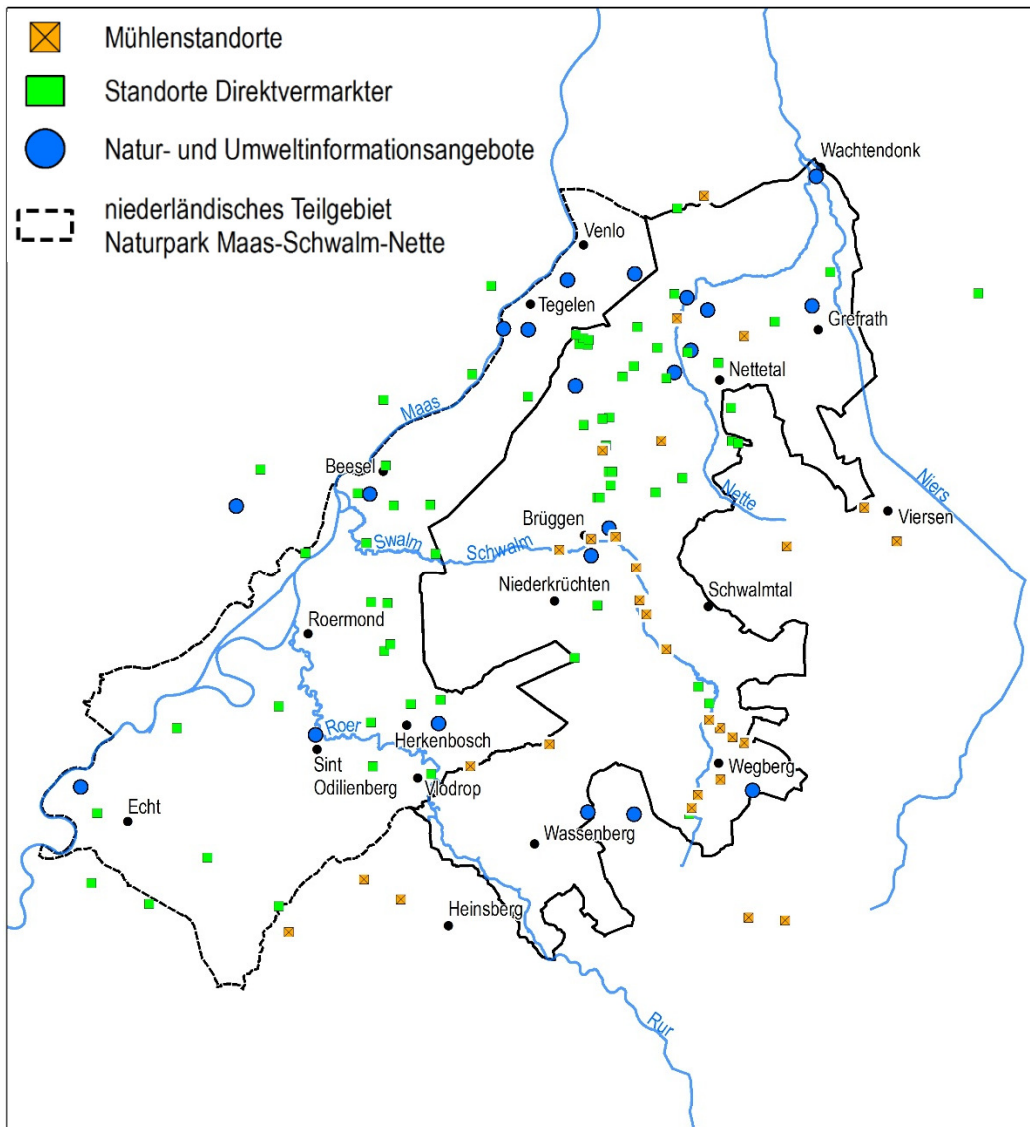 Mühlenstandorte
Standorte Direktvermarkter
Natur- und Umweltinformationsangebote
niederländisches Teilgebiet
Naturpark Maas-Schwalm-Nette
Wachtendonk
Venlo
Tegelen
Grefrath
Nettetal
Maas
Beesel
Nette
Niers
Viersen
Brüggen
Swalm
Schwalm
Niederkrüchten
Schwalmtal
Roermond
Roer
Herkenbosch
Sint
Odilienberg
Vlodrop
Wegberg
Echt
Wassenberg
Heinsberg
Rur